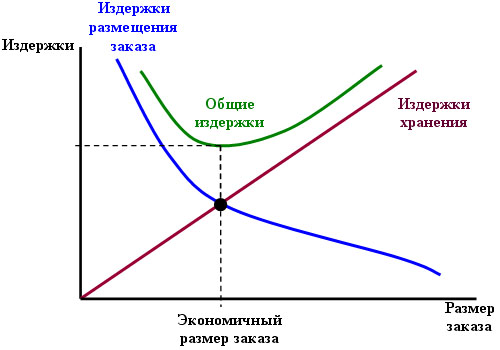 Издержки
размещения
заказа
Издержки
Общие
издержки
Издержки
хранения
Экономичный
размер заказа
Размер
заказа